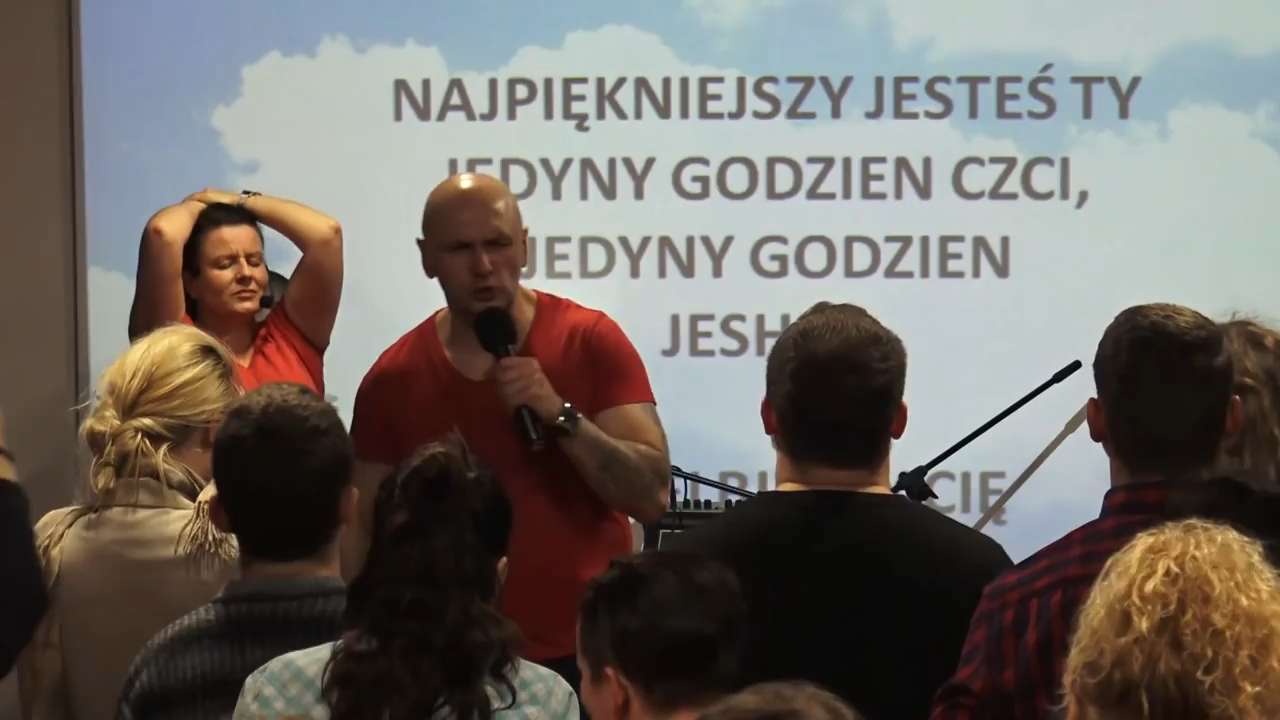 NAJPIĘKNIEJSZY JESTEŚ TY
JEDYNY GODZIEN CZCI,
JEDYNY GODZIEN
CIĘ